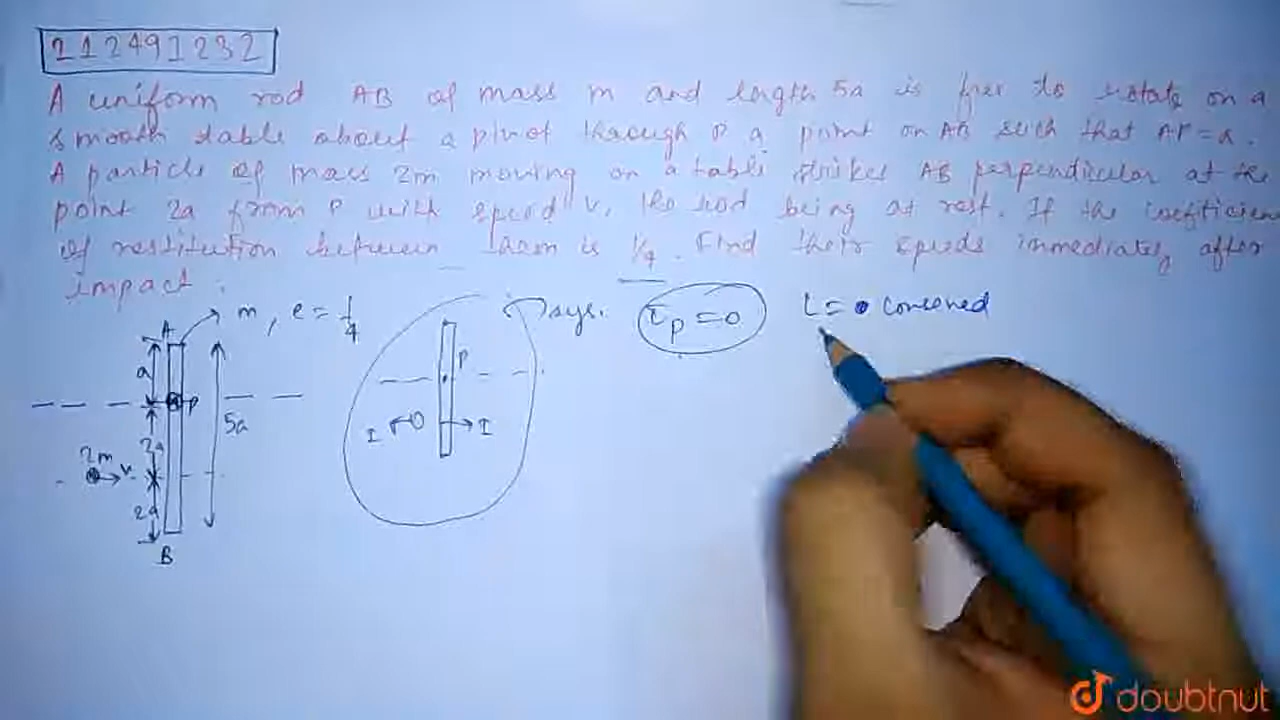 212491232
A uniform rod AB of mass m and length 5a is free to rotate on a
smooth table about a pivot through P a point on AB such that AP = a.
A particle of mass 2m moving on a table strikes AB perpendicular at the
point 2a from P with speed v, the rod being at rest. If the coefficien
of restitution between them is 1/4. Find their speeds immediately after
impact.
A
m, e = 1/4
a
P
5a
2a
2m
v
2a
B
sys.
P
I
I
τp = 0
L = conserved
doubtnut